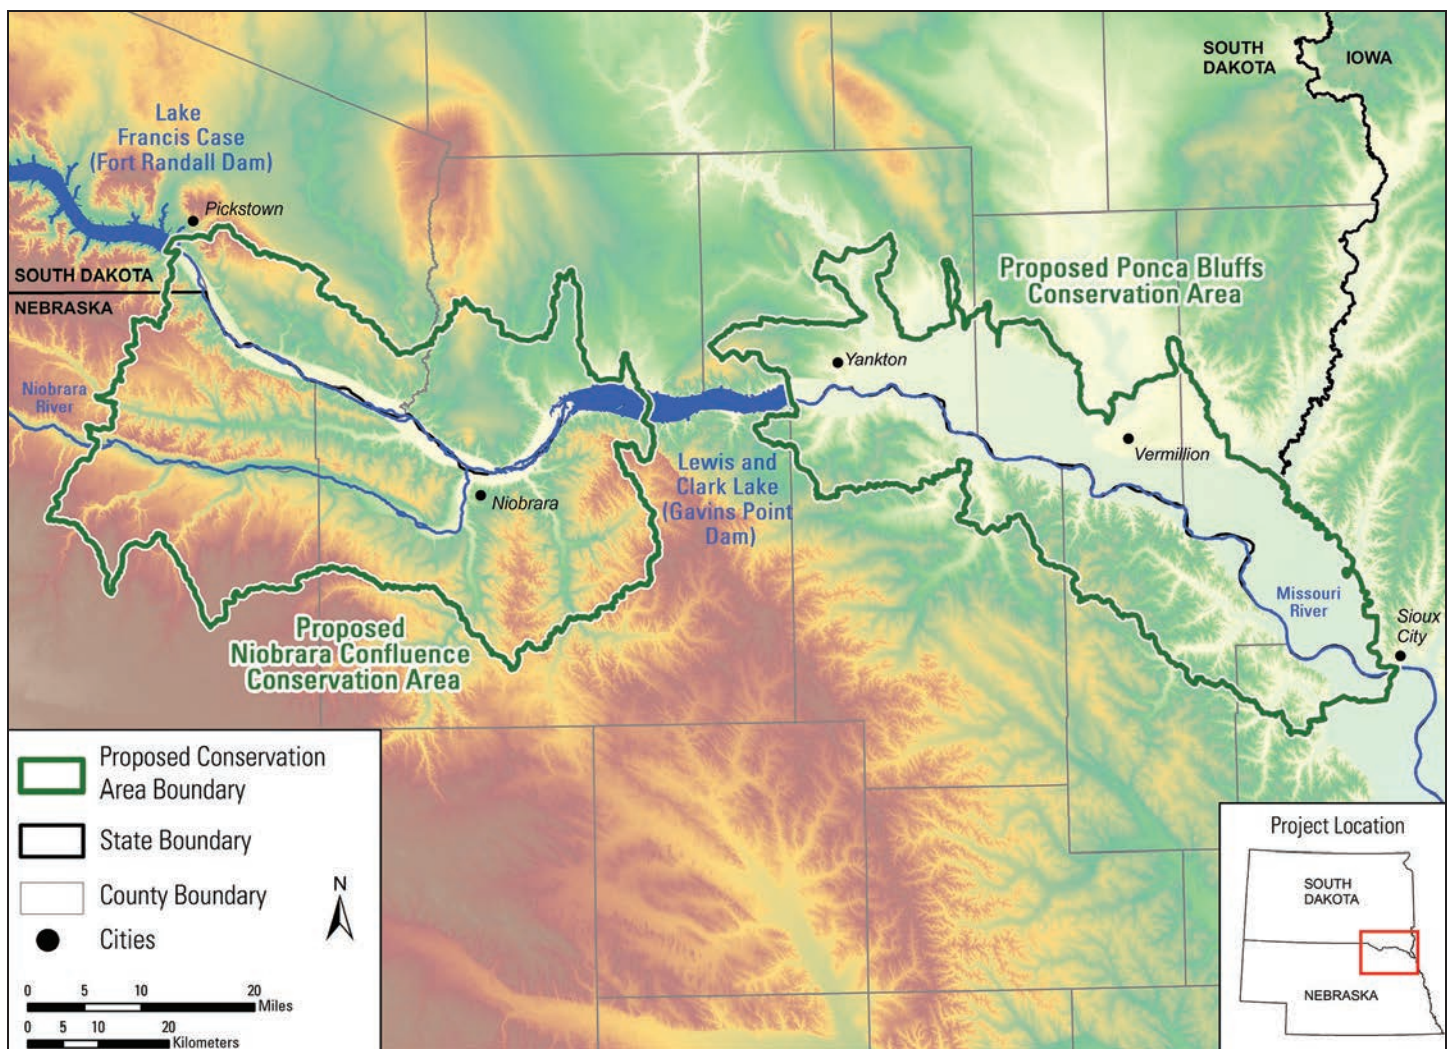 SOUTH
DAKOTA
IOWA
Lake
Francis Case
(Fort Randall Dam)
Pickstown
SOUTH DAKOTA
NEBRASKA
Proposed Ponca Bluffs
Conservation Area
Yankton
Niobrara
River
Vermillion
Lewis and
Clark Lake
(Gavins Point
Dam)
Niobrara
Missouri
River
Sioux
City
Proposed
Niobrara Confluence
Conservation Area
Proposed Conservation
Area Boundary
State Boundary
County Boundary
Cities
N
0 5 10 20
Miles
0 5 10 20
Kilometers
Project Location
SOUTH
DAKOTA
NEBRASKA